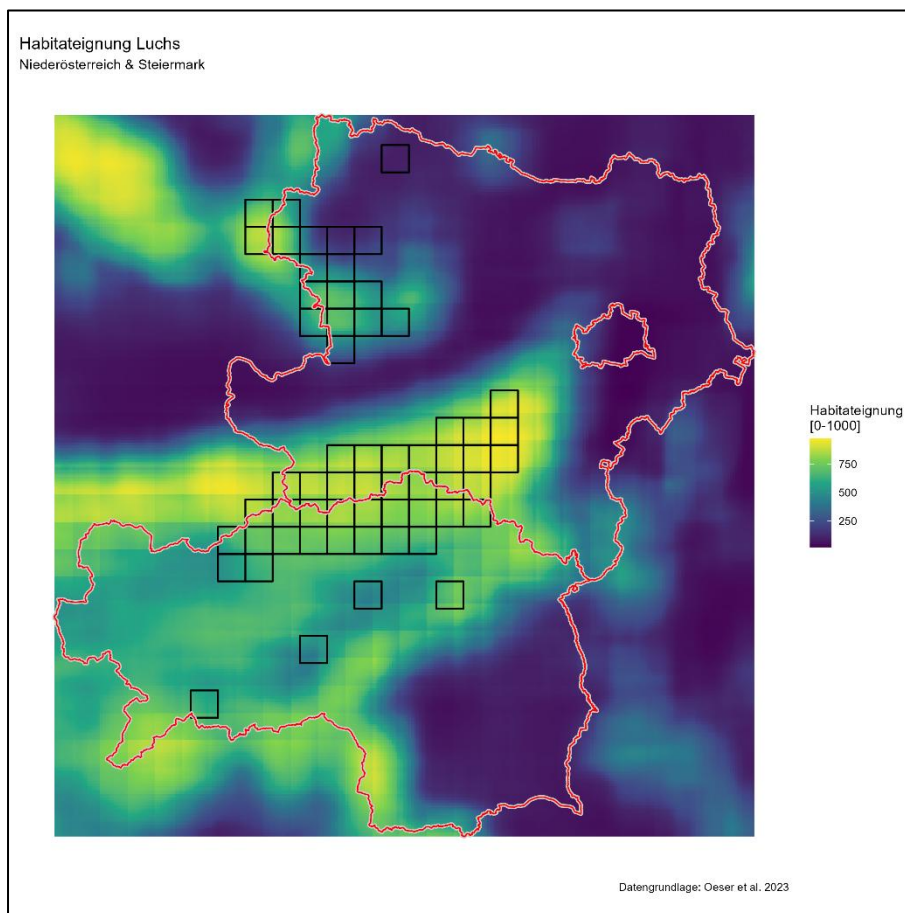 Habitateignung Luchs
Niederösterreich & Steiermark
Habitateignung
[0-1000]
750
500
250
Datengrundlage: Oeser et al. 2023